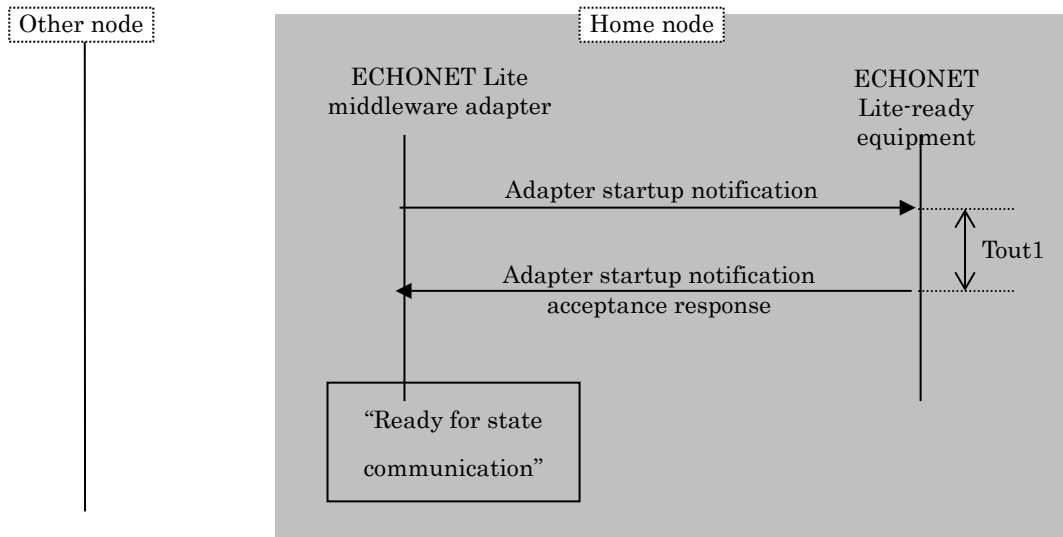 Other node
Home node
ECHONET Lite
middleware adapter
ECHONET
Lite-ready
equipment
Adapter startup notification
Tout1
Adapter startup notification
acceptance response
“Ready for state
communication”